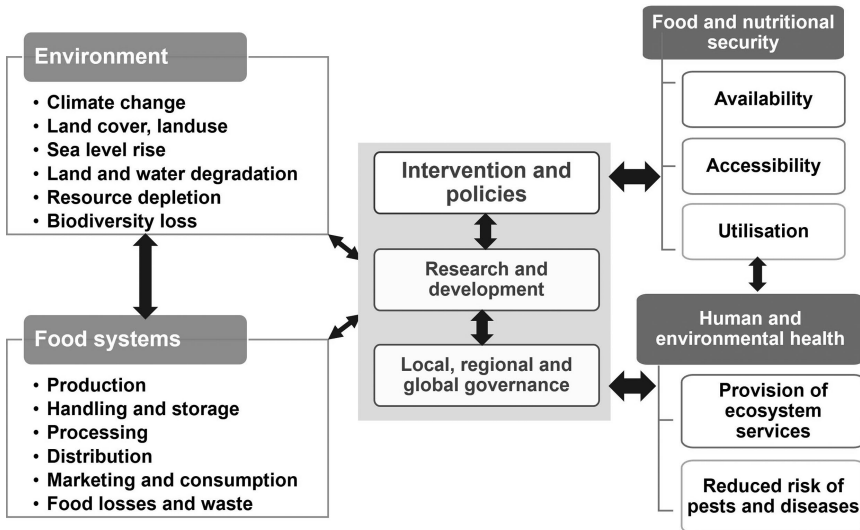 Environment
• Climate change
• Land cover, landuse
• Sea level rise
• Land and water degradation
• Resource depletion
• Biodiversity loss
Food systems
• Production
• Handling and storage
• Processing
• Distribution
• Marketing and consumption
• Food losses and waste
Intervention and
policies
Research and
development
Local, regional and
global governance
Food and nutritional
security
Availability
Accessibility
Utilisation
Human and
environmental health
Provision of
ecosystem
services
Reduced risk of
pests and diseases